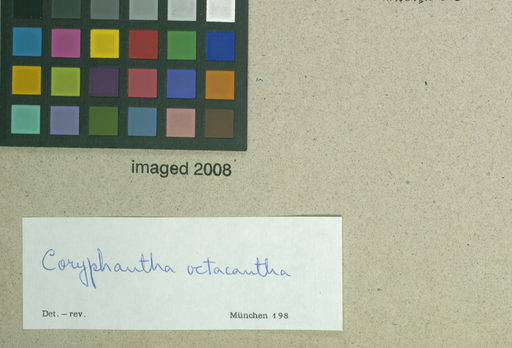 imaged 2008
Coryphantha octacantha
Det. – rev. München 198